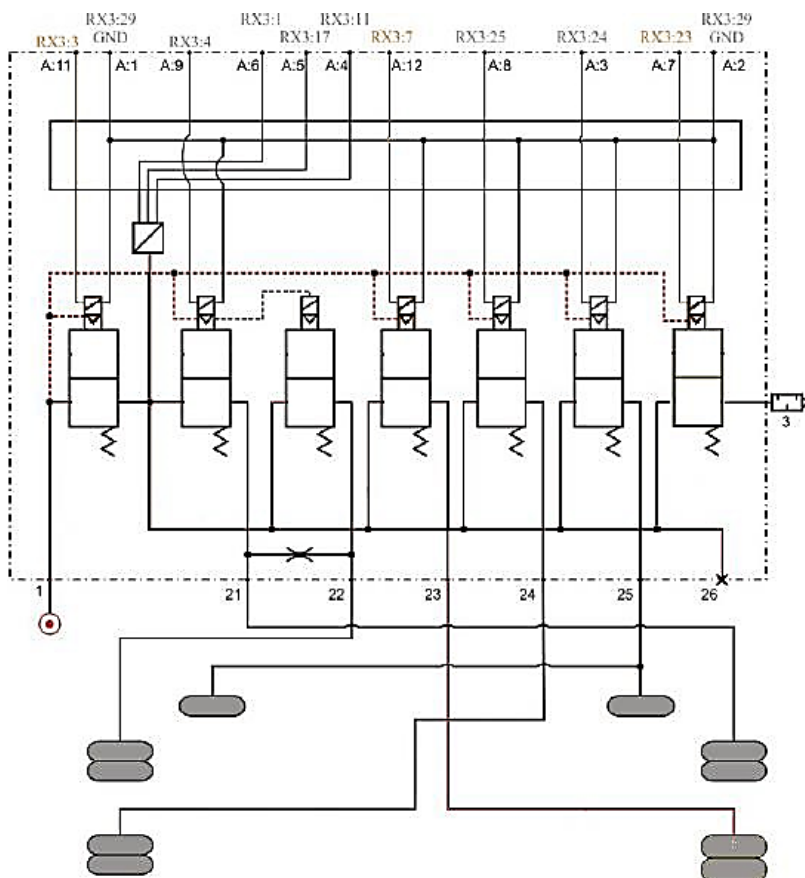 RX3:3
RX3:29
GND
RX3:4
RX3:1
RX3:17
RX3:11
RX3:7
RX3:25
RX3:24
RX3:23
RX3:29
GND
A:11
A:1
A:9
A:6
A:5
A:4
A:12
A:8
A:3
A:7
A:2
3
1
21
22
23
24
25
26